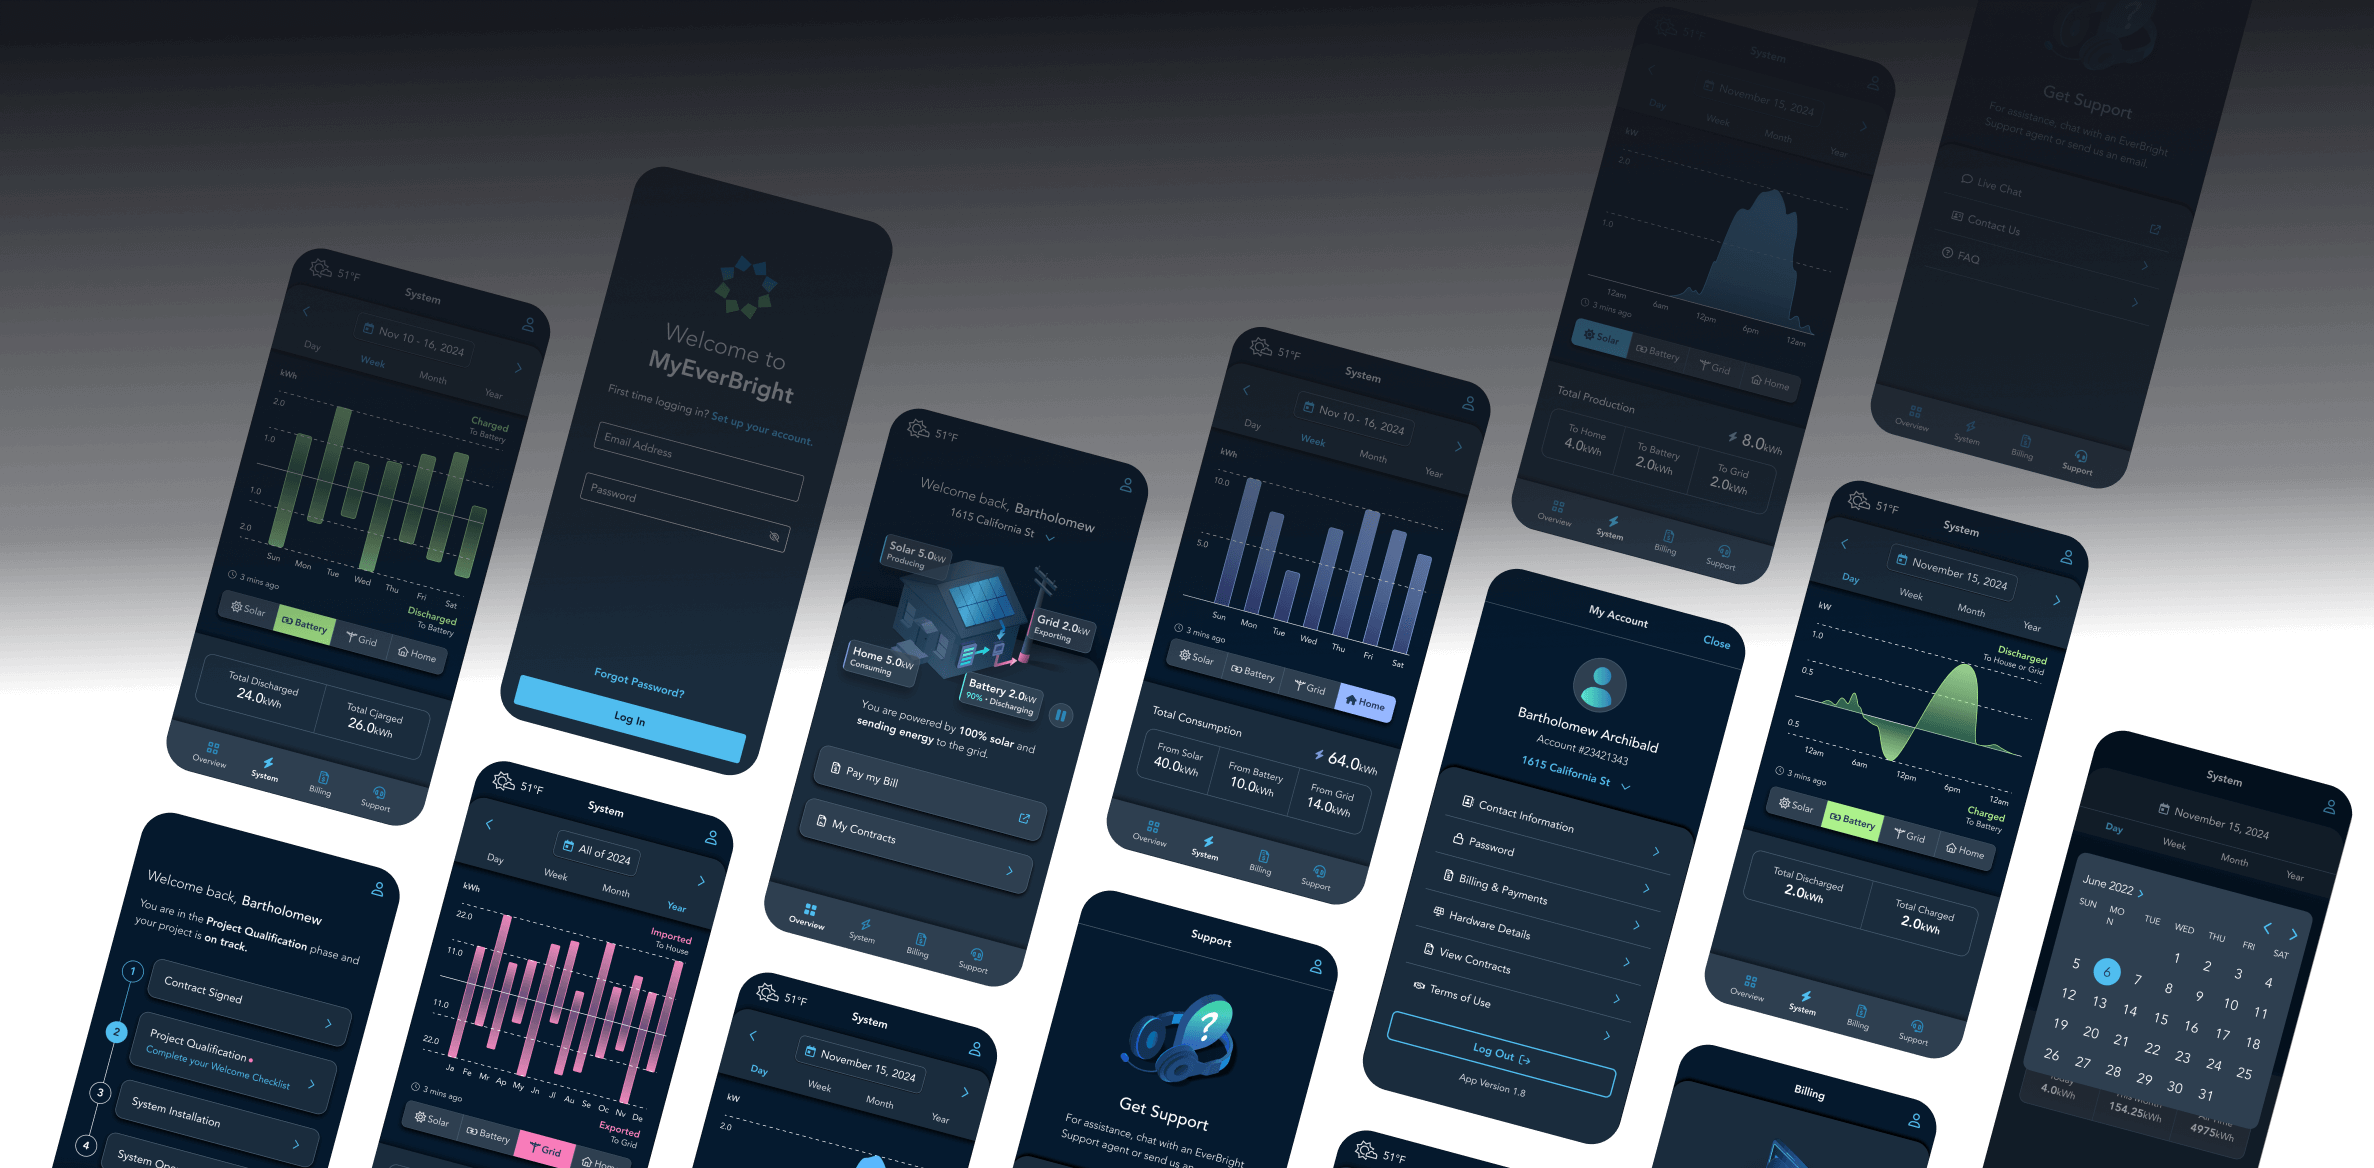 51°F
System
Nov 10 - 16, 2024
Day
Week
Month
Year
kWh
2.0
1.0
1.0
2.0
Charged
To Battery
Sun
Mon
Tue
Wed
Thu
Fri
Sat
Discharged
To Battery
3 mins ago
Solar
Battery
Grid
Home
Total Discharged
24.0kWh
Total Cjarged
26.0kWh
Overview
System
Billing
Support
Welcome to
MyEverBright
First time logging in? Set up your account.
Email Address
Password
Forgot Password?
Log In
51°F
Welcome back, Bartholomew
1615 California St
Solar 5.0kW
Producing
Grid 2.0kW
Exporting
Home 5.0kW
Consuming
Battery 2.0kW
90% · Discharging
You are powered by 100% solar and
sending energy to the grid.
Pay my Bill
My Contracts
Overview
System
Billing
Support
51°F
System
Nov 10 - 16, 2024
Day
Week
Month
Year
kWh
10.0
5.0
Sun
Mon
Tue
Wed
Thu
Fri
Sat
3 mins ago
Solar
Battery
Grid
Home
Total Consumption
64.0kWh
From Solar
40.0kWh
From Battery
10.0kWh
From Grid
14.0kWh
Overview
System
Billing
Support
51°F
System
November 15, 2024
Day
Week
Month
Year
kW
2.0
1.0
12am
6am
12pm
6pm
12am
3 mins ago
Solar
Battery
Grid
Home
Total Production
8.0kWh
To Home
4.0kWh
To Battery
2.0kWh
To Grid
2.0kWh
Overview
System
Billing
Support
?
Get Support
For assistance, chat with an EverBright
Support agent or send us an email.
Live Chat
Contact Us
FAQ
Overview
System
Billing
Support
Welcome back, Bartholomew
You are in the Project Qualification phase and
your project is on track.
1
Contract Signed
2
Project Qualification
Complete your Welcome Checklist
3
System Installation
4
51°F
System
All of 2024
Day
Week
Month
Year
kWh
22.0
11.0
11.0
22.0
Imported
To House
Ja
Fe
Mr
Ap
My
Jn
Jl
Au
Se
Oc
Nv
De
Exported
To Grid
3 mins ago
Solar
Battery
Grid
51°F
System
November 15, 2024
Day
Week
Month
Year
kW
2.0
Support
?
Get Support
For assistance, chat with an EverBright
Support agent or send us an
My Account
Close
Bartholomew Archibald
Account #23421343
1615 California St
Contact Information
Password
Billing & Payments
Hardware Details
View Contracts
Terms of Use
Log Out
App Version 1.8
51°F
51°F
System
November 15, 2024
Day
Week
Month
Year
kW
1.0
0.5
0.5
Discharged
To House or Grid
12am
6am
12pm
6pm
12am
Charged
To Battery
3 mins ago
Solar
Battery
Grid
Home
Total Discharged
2.0kWh
Total Charged
2.0kWh
Overview
System
Billing
Support
Billing
System
November 15, 2024
Day
Week
Month
Year
June 2022
SUN
MO
N
TUE
WED
THU
FRI
SAT
1 2 3 4
5 6 7 8 9 10 11
12 13 14 15 16 17 18
19 20 21 22 23 24 25
26 27 28 29 30 31
4.0kWh
154.25kWh
4975kWh